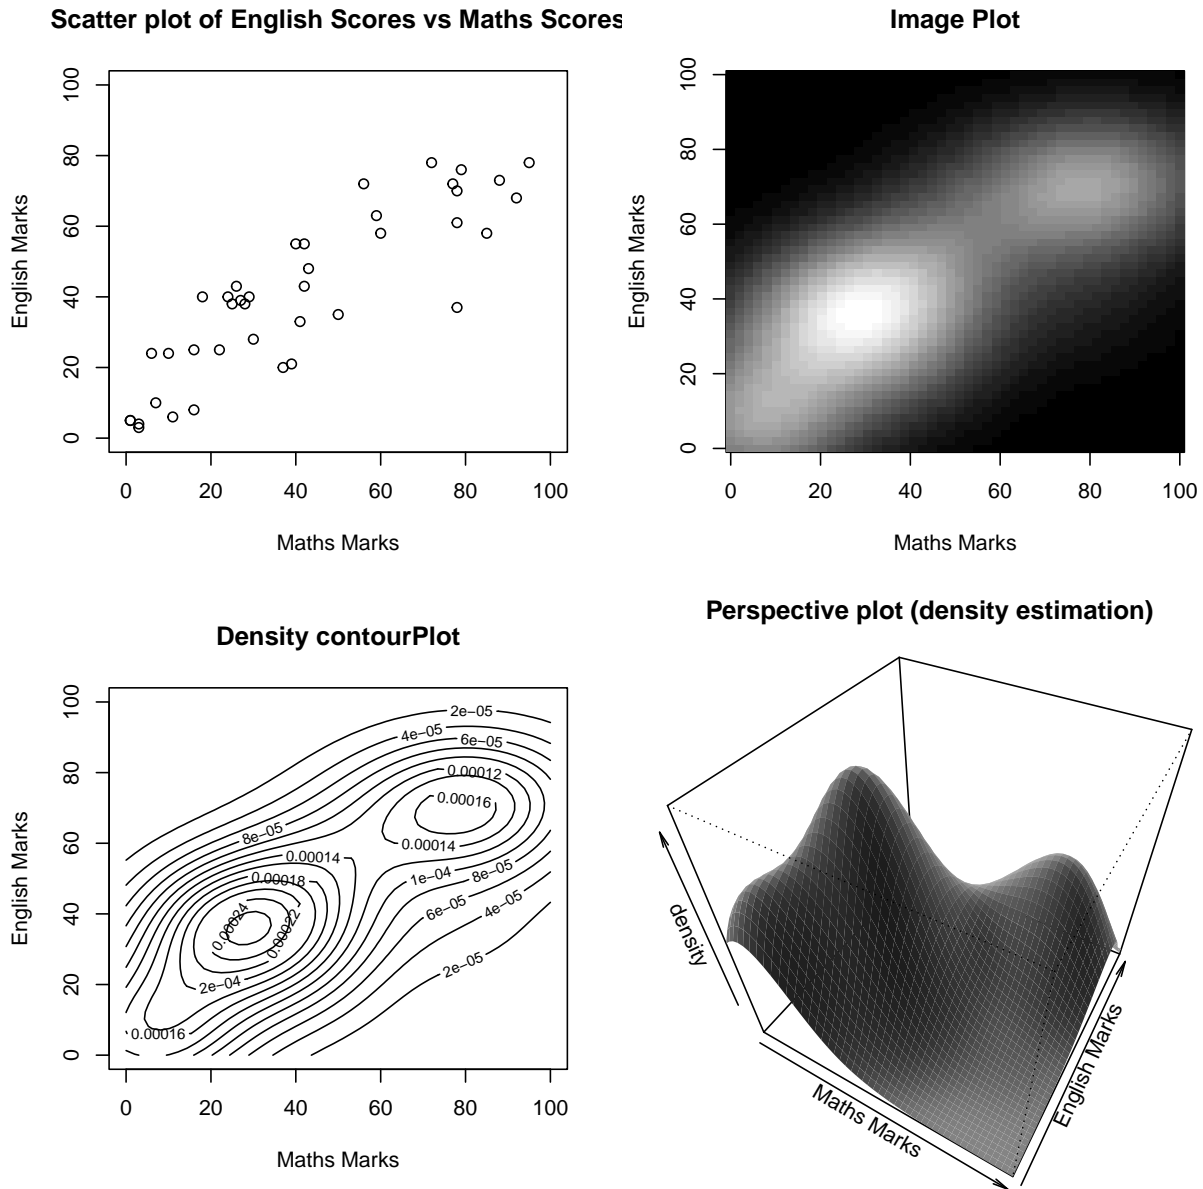 Scatter plot of English Scores vs Maths Scores
English Marks
100
80
60
40
20
0
0 20 40 60 80 100
Maths Marks
Image Plot
English Marks
100
80
60
40
20
0
0 20 40 60 80 100
Maths Marks
Density contourPlot
English Marks
100
80
60
40
20
0
2e−05
4e−05
6e−05
0.00012
0.00016
8e−05
0.00014
0.00014
0.00018
1e−04
8e−05
6e−05
4e−05
0.00024
0.00022
2e−05
2e−04
0.00016
0 20 40 60 80 100
Maths Marks
Perspective plot (density estimation)
density
Maths Marks
English Marks